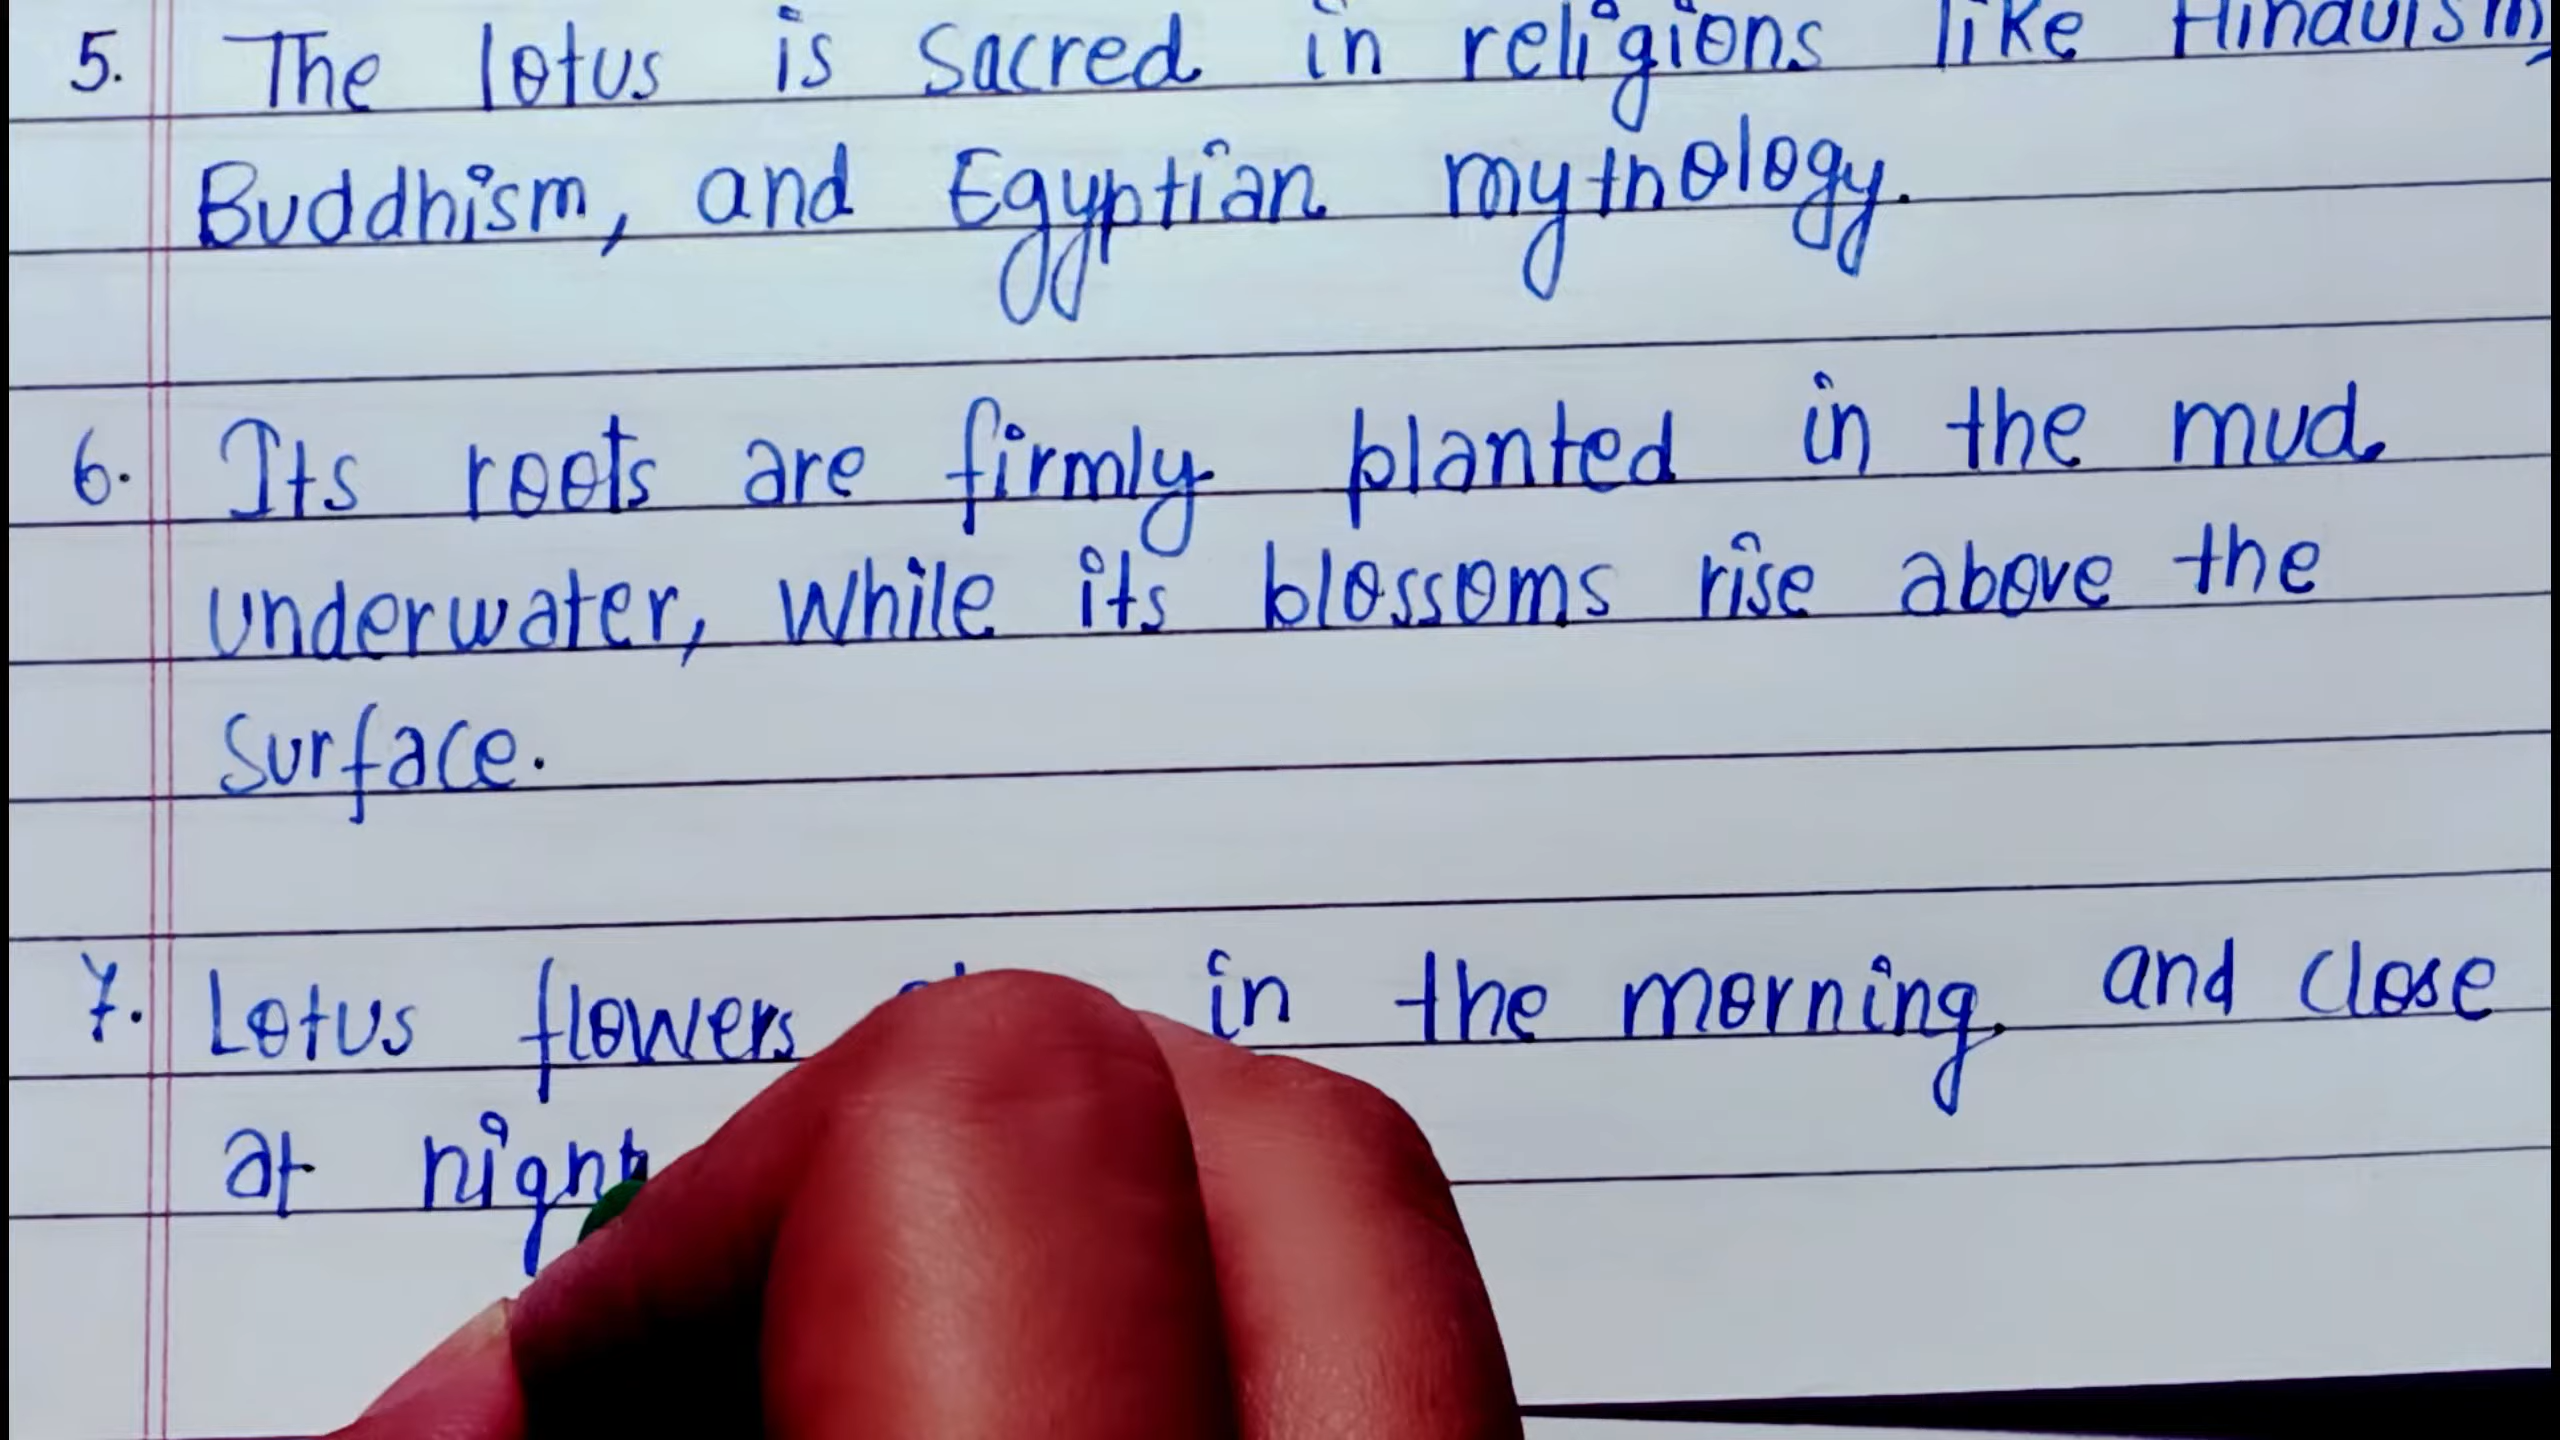 5. The lotus is sacred in religions like Hinduism,
Buddhism, and Egyptian mythology.
6. Its roots are firmly planted in the mud
underwater, while its blossoms rise above the
surface.
7. Lotus flowers in the morning and close
at night